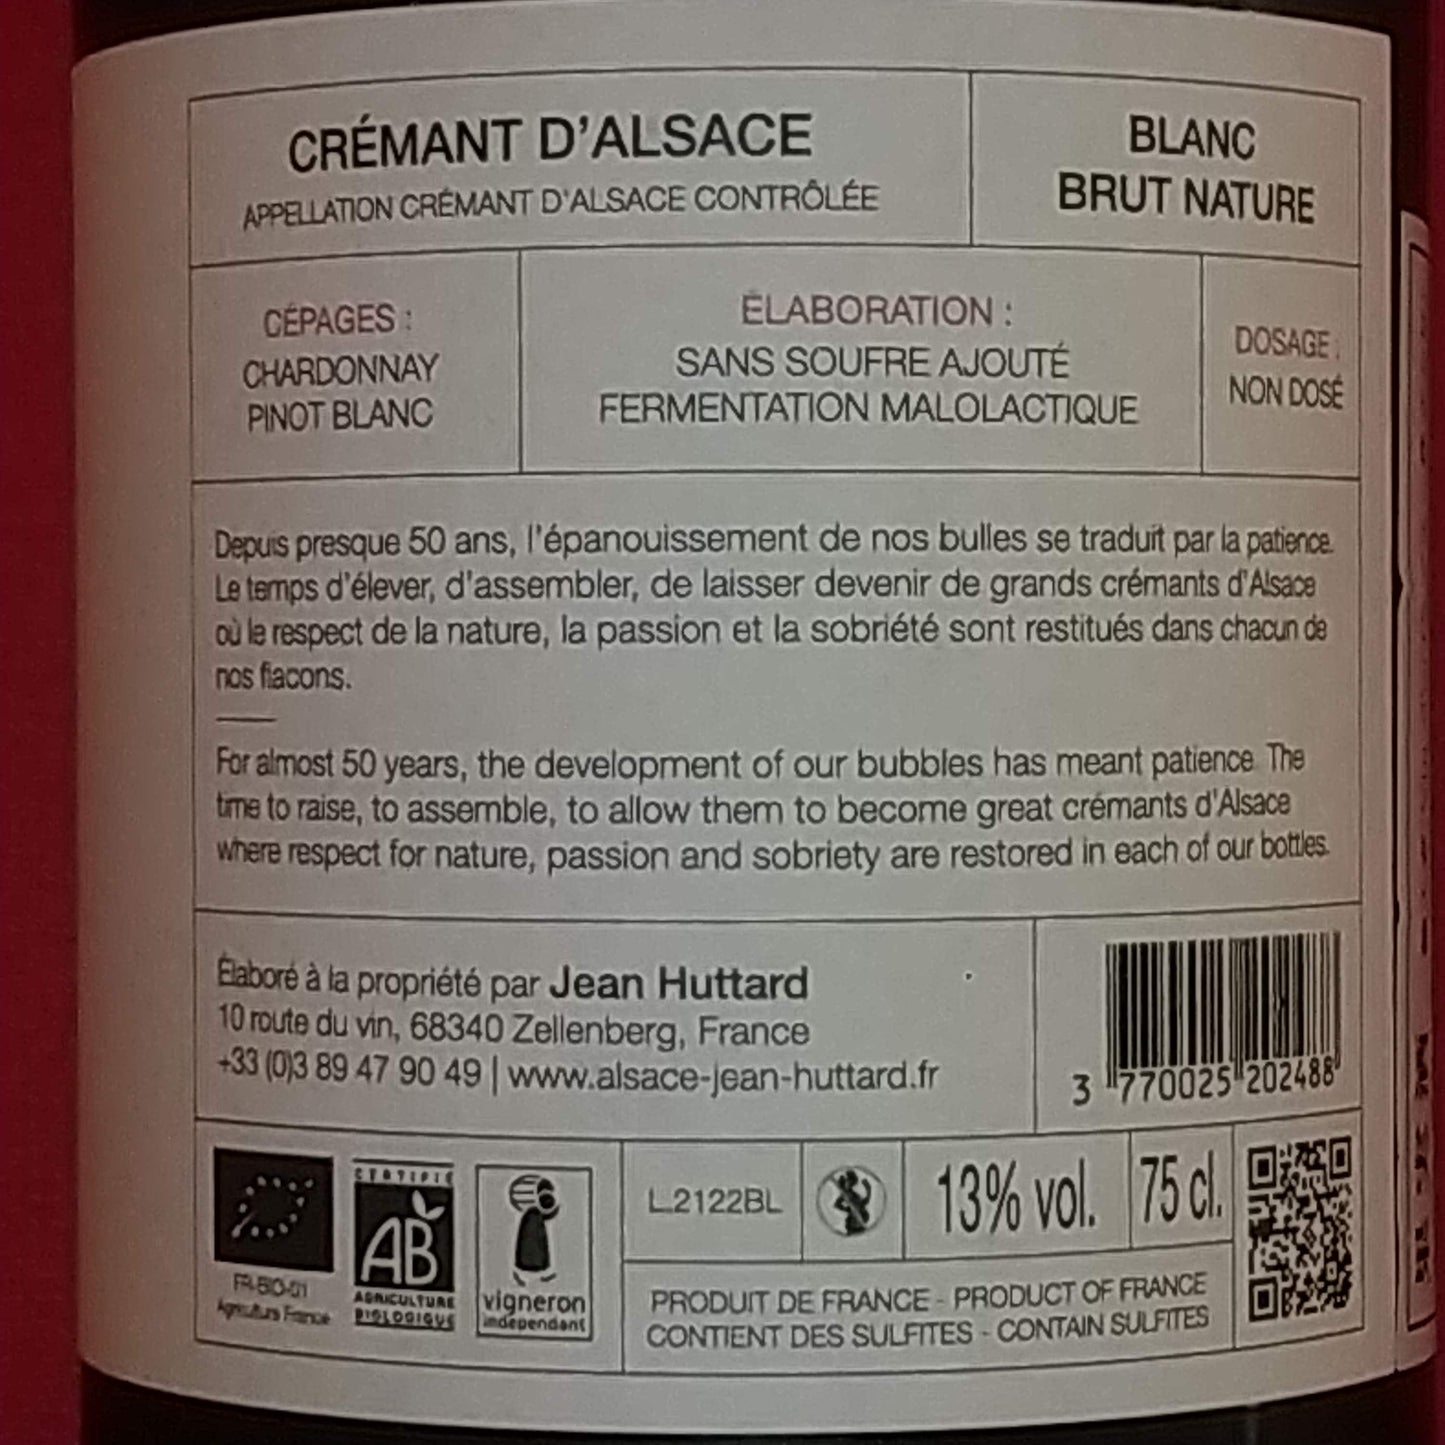 CRÉMANT D'ALSACE
APPELLATION CRÉMANT D'ALSACE CONTRÔLÉE
BLANC
BRUT NATURE
CÉPAGES :
CHARDONNAY
PINOT BLANC
ÉLABORATION :
SANS SOUFRE AJOUTÉ
FERMENTATION MALOLACTIQUE
DOSAGE :
NON DOSÉ
Depuis presque 50 ans, l'épanouissement de nos bulles se traduit par la patience.
Le temps d'élever, d'assembler, de laisser devenir de grands crémants d'Alsace
où le respect de la nature, la passion et la sobriété sont restitués dans chacun de
nos flacons.
For almost 50 years, the development of our bubbles has meant patience. The
time to raise, to assemble, to allow them to become great crémants d'Alsace
where respect for nature, passion and sobriety are restored in each of our bottles.
Élaboré à la propriété par Jean Huttard
10 route du vin, 68340 Zellenberg, France
+33 (0)3 89 47 90 49 | www.alsace-jean-huttard.fr
3 770025 202488
FR-BIO-01
Agriculture France
CERTIFIÉ
AB
AGRICULTURE
BIOLOGIQUE
vigneron
indépendant
L.2122BL
13% vol.
75 cl.
PRODUIT DE FRANCE - PRODUCT OF FRANCE
CONTIENT DES SULFITES - CONTAIN SULFITES